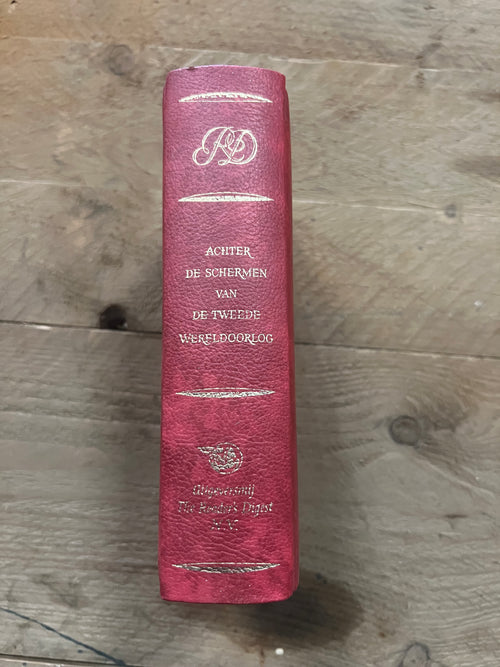 RD
ACHTER
DE SCHERMEN
VAN
DE TWEEDE
WERELDOORLOG
Uitgeversmij
The Reader's Digest
N.V.